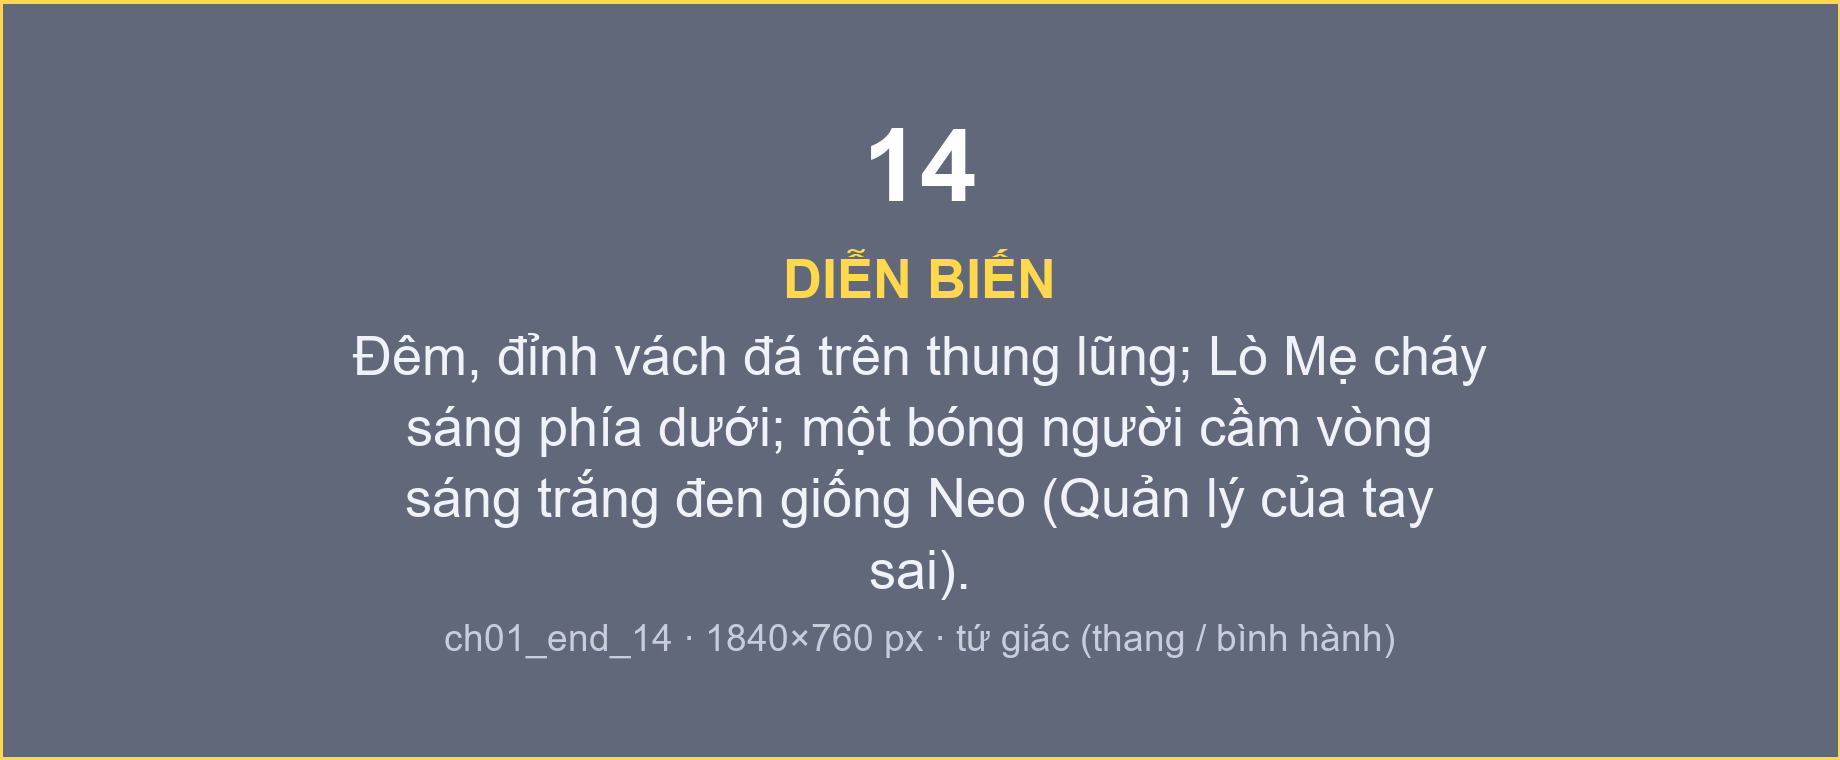 14
DIỄN BIẾN
Đêm, đỉnh vách đá trên thung lũng; Lò Mẹ cháy
sáng phía dưới; một bóng người cầm vòng
sáng trắng đen giống Neo (Quản lý của tay
sai).
ch01_end_14 · 1840×760 px · tứ giác (thang / bình hành)